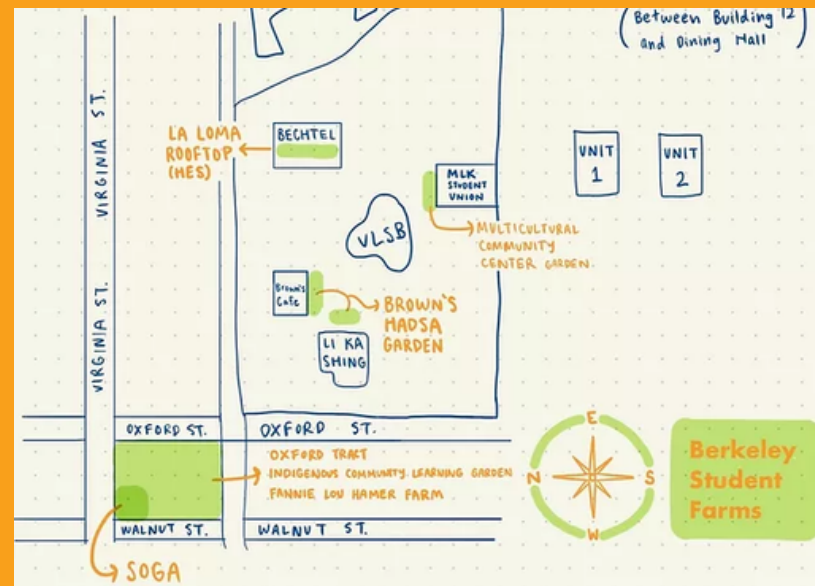 (Between Building 12
and Dining Hall)
VIRGINIA ST.
VIRGINIA ST.
LA LOMA
ROOFTOP
(HES)
BECHTEL
MLK
STUDENT
UNION
UNIT
1
UNIT
2
VLSB
MULTICULTURAL
COMMUNITY
CENTER GARDEN
Brown's
Cafe
BROWN'S
HADSA
GARDEN
LI KA
SHING
OXFORD ST.
OXFORD ST.
OXFORD TRACT
INDIGENOUS COMMUNITY LEARNING GARDEN
FANNIE LOU HAMER FARM
WALNUT ST.
WALNUT ST.
SOGA
E
N
S
W
Berkeley
Student
Farms